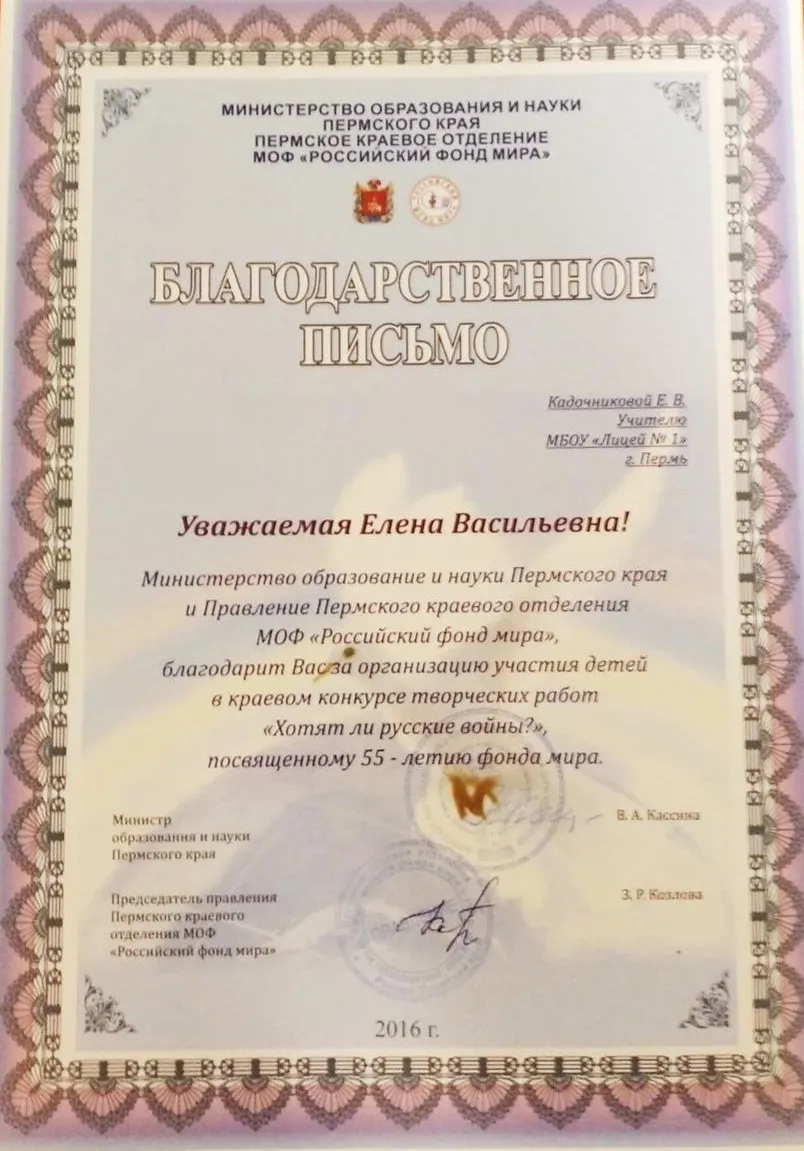 МИНИСТЕРСТВО ОБРАЗОВАНИЯ И НАУКИ
ПЕРМСКОГО КРАЯ
ПЕРМСКОЕ КРАЕВОЕ ОТДЕЛЕНИЕ
МОФ «РОССИЙСКИЙ ФОНД МИРА»
БЛАГОДАРСТВЕННОЕ
ПИСЬМО
Кадочниковой Е. В.
Учителю
МБОУ «Лицей № 1»
г. Пермь
Уважаемая Елена Васильевна!
Министерство образование и науки Пермского края
и Правление Пермского краевого отделения
МОФ «Российский фонд мира»,
благодарит Вас за организацию участия детей
в краевом конкурсе творческих работ
«Хотят ли русские войны?»,
посвященному 55 - летию фонда мира.
Министр
образования и науки
Пермского края
В. А. Кассина
Председатель правления
Пермского краевого
отделения МОФ
«Российский фонд мира»
З. Р. Козлова
2016 г.